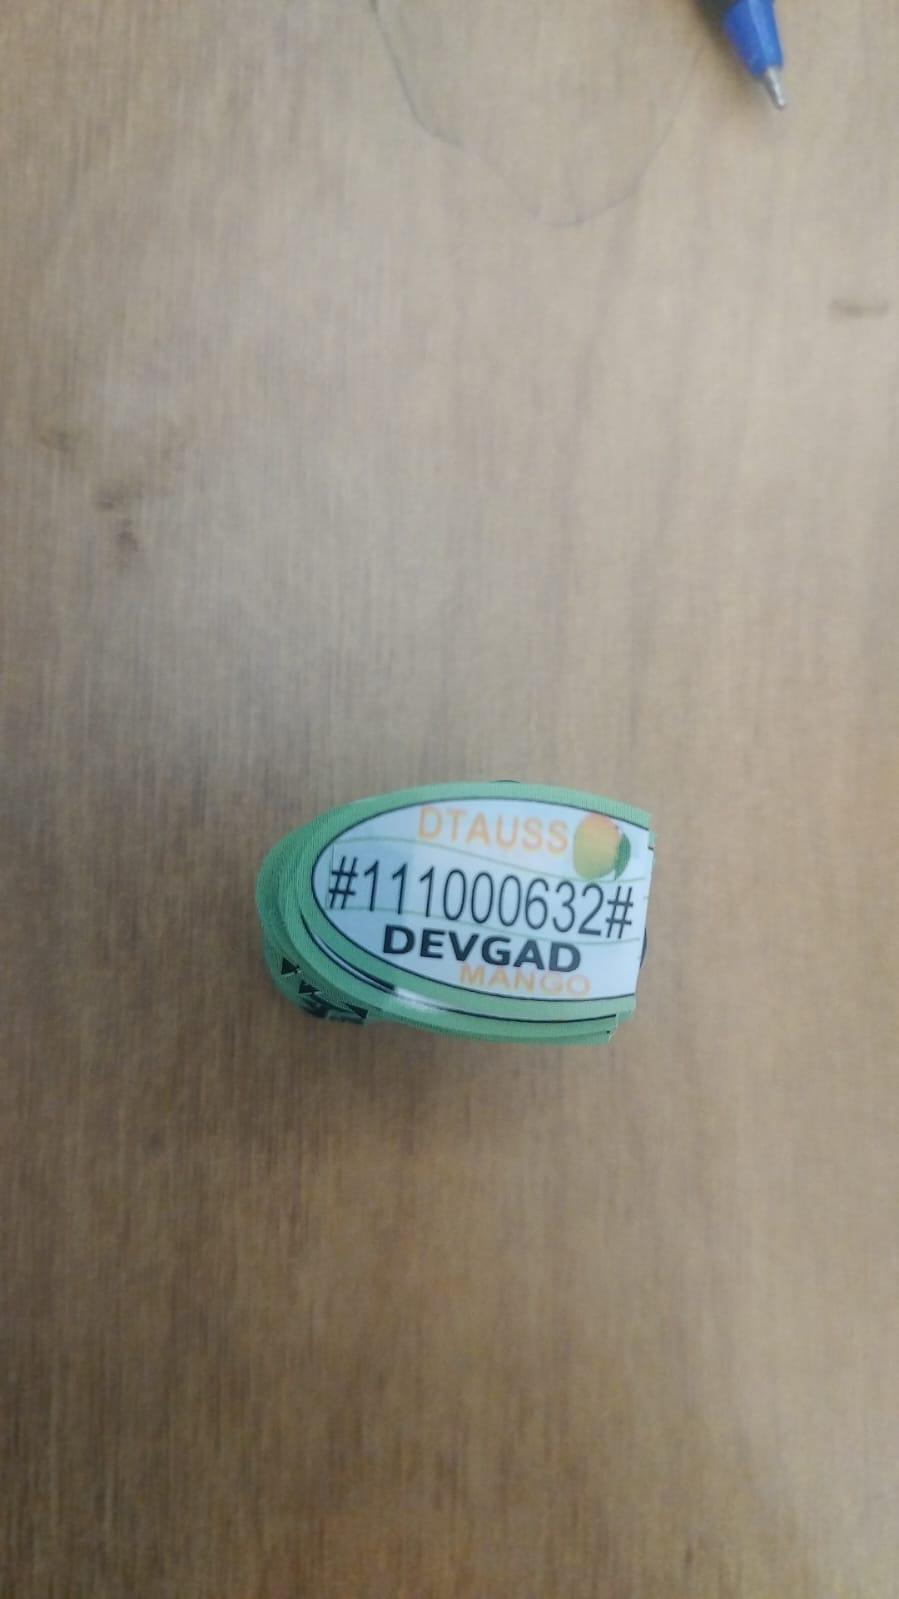 DTAUSS
#111000632#
DEVGAD
MANGO